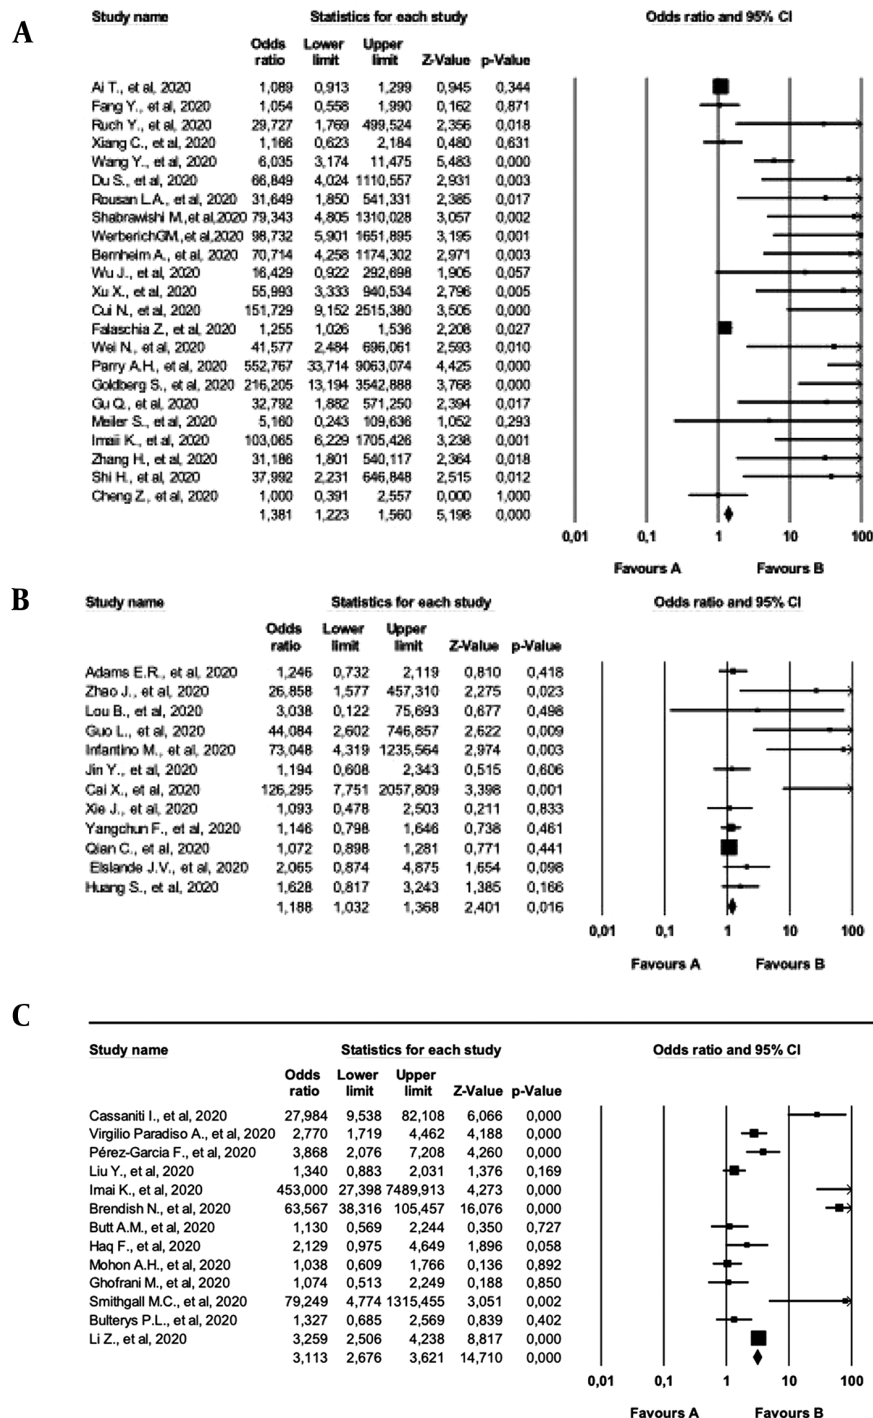 A
Study name Statistics for each study Odds ratio and 95% CI
Odds Lower Upper
ratio limit limit Z-Value p-Value
Ai T., et al, 2020 1,089 0,913 1,299 0,945 0,344
Fang Y., et al, 2020 1,054 0,558 1,990 0,162 0,871
Ruch Y., et al, 2020 29,727 1,769 499,524 2,356 0,018
Xiang C., et al, 2020 1,166 0,623 2,184 0,480 0,631
Wang Y., et al, 2020 6,035 3,174 11,475 5,483 0,000
Du S., et al, 2020 66,849 4,024 1110,557 2,931 0,003
Rousan L.A., et al, 2020 31,649 1,850 541,331 2,385 0,017
Shabrawishi M.,et al,2020 79,343 4,805 1310,028 3,057 0,002
WerberichGM.,et al,2020 98,732 5,901 1651,895 3,195 0,001
Bernheim A., et al, 2020 70,714 4,258 1174,302 2,971 0,003
Wu J., et al, 2020 16,429 0,922 292,698 1,905 0,057
Xu X., et al, 2020 55,993 3,333 940,534 2,796 0,005
Cui N., et al, 2020 151,729 9,152 2515,380 3,505 0,000
Falaschia Z., et al, 2020 1,255 1,026 1,536 2,208 0,027
Wei N., et al, 2020 41,577 2,484 696,061 2,593 0,010
Parry A.H., et al, 2020 552,767 33,714 9063,074 4,425 0,000
Goldberg S., et al, 2020 216,205 13,194 3542,888 3,768 0,000
Gu Q., et al, 2020 32,792 1,882 571,250 2,394 0,017
Meiler S., et al, 2020 5,160 0,243 109,636 1,052 0,293
Imaii K., et al, 2020 103,065 6,229 1705,426 3,238 0,001
Zhang H., et al, 2020 31,186 1,801 540,117 2,364 0,018
Shi H., et al, 2020 37,992 2,231 646,848 2,515 0,012
Cheng Z., et al, 2020 1,000 0,391 2,557 0,000 1,000
1,381 1,223 1,560 5,198 0,000
0,01 0,1 1 10 100
Favours A Favours B
B
Study name Statistics for each study Odds ratio and 95% CI
Odds Lower Upper
ratio limit limit Z-Value p-Value
Adams E.R., et al, 2020 1,246 0,732 2,119 0,810 0,418
Zhao J., et al, 2020 26,858 1,577 457,310 2,275 0,023
Lou B., et al, 2020 3,038 0,122 75,693 0,677 0,498
Guo L., et al, 2020 44,084 2,602 746,857 2,622 0,009
Infantino M., et al, 2020 73,048 4,319 1235,564 2,974 0,003
Jin Y., et al, 2020 1,194 0,608 2,343 0,515 0,606
Cai X., et al, 2020 126,295 7,751 2057,809 3,398 0,001
Xie J., et al, 2020 1,093 0,478 2,503 0,211 0,833
Yangchun F., et al, 2020 1,146 0,798 1,646 0,738 0,461
Qian C., et al, 2020 1,072 0,898 1,281 0,771 0,441
Elslande J.V., et al, 2020 2,065 0,874 4,875 1,654 0,098
Huang S., et al, 2020 1,628 0,817 3,243 1,385 0,166
1,188 1,032 1,368 2,401 0,016
0,01 0,1 1 10 100
Favours A Favours B
C
Study name Statistics for each study Odds ratio and 95% CI
Odds Lower Upper
ratio limit limit Z-Value p-Value
Cassaniti I., et al, 2020 27,984 9,538 82,108 6,066 0,000
Virgilio Paradiso A., et al, 2020 2,770 1,719 4,462 4,188 0,000
Pérez-Garcia F., et al, 2020 3,868 2,076 7,208 4,260 0,000
Liu Y., et al, 2020 1,340 0,883 2,031 1,376 0,169
Imai K., et al, 2020 453,000 27,398 7489,913 4,273 0,000
Brendish N., et al, 2020 63,567 38,316 105,457 16,076 0,000
Butt A.M., et al, 2020 1,130 0,569 2,244 0,350 0,727
Haq F., et al, 2020 2,129 0,975 4,649 1,896 0,058
Mohon A.H., et al, 2020 1,038 0,609 1,766 0,136 0,892
Ghofrani M., et al, 2020 1,074 0,513 2,249 0,188 0,850
Smithgall M.C., et al, 2020 79,249 4,774 1315,455 3,051 0,002
Bulterys P.L., et al, 2020 1,327 0,685 2,569 0,839 0,402
Li Z., et al, 2020 3,259 2,506 4,238 8,817 0,000
3,113 2,676 3,621 14,710 0,000
0,01 0,1 1 10 100
Favours A Favours B